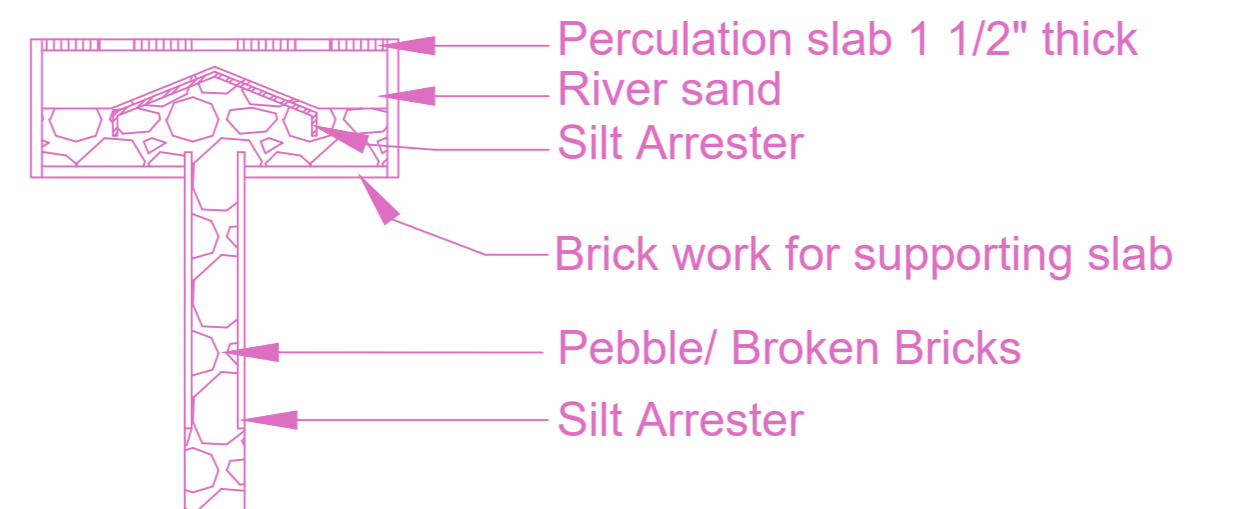 Perculation slab 1 1/2" thick
River sand
Silt Arrester
Brick work for supporting slab
Pebble/ Broken Bricks
Silt Arrester